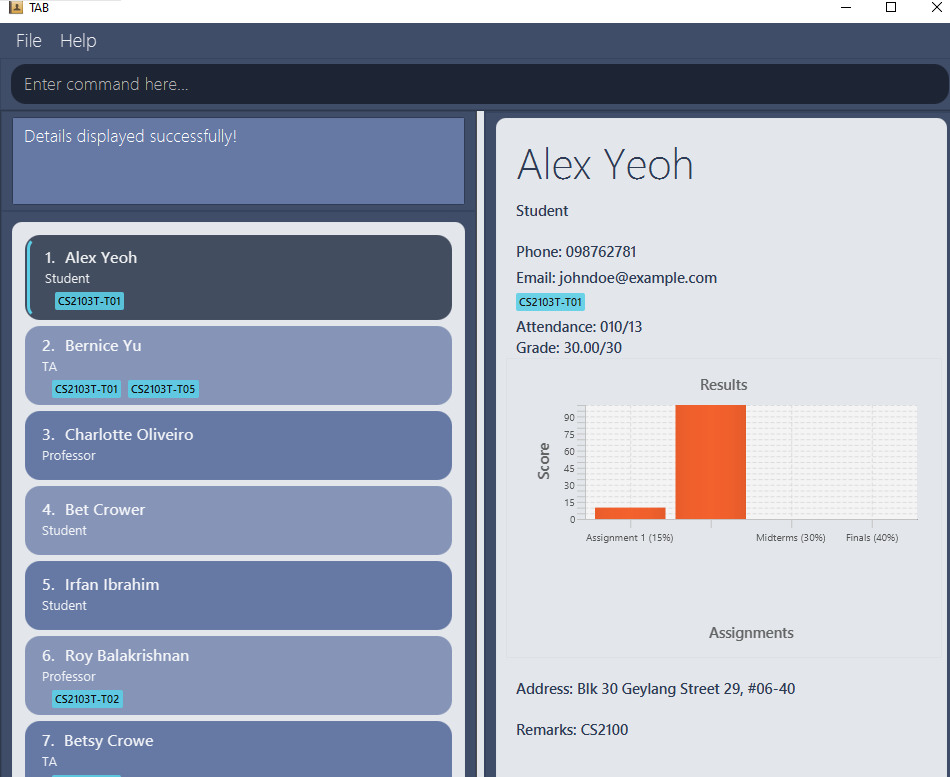 TAB
File Help
Enter command here...
Details displayed successfully!
1. Alex Yeoh
Student
CS2103T-T01
2. Bernice Yu
TA
CS2103T-T01 CS2103T-T05
3. Charlotte Oliveiro
Professor
4. Bet Crower
Student
5. Irfan Ibrahim
Student
6. Roy Balakrishnan
Professor
CS2103T-T02
7. Betsy Crowe
TA
Alex Yeoh
Student
Phone: 098762781
Email: johndoe@example.com
CS2103T-T01
Attendance: 010/13
Grade: 30.00/30
Results
Score
90
75
60
45
30
15
0
Assignment 1 (15%) Midterms (30%) Finals (40%)
Assignments
Address: Blk 30 Geylang Street 29, #06-40
Remarks: CS2100